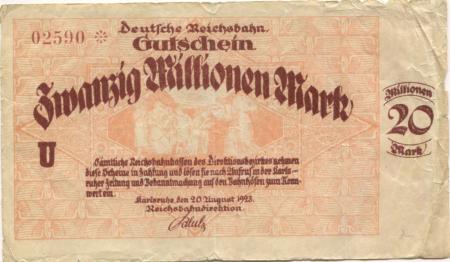 02590 *
Deutsche Reichsbahn.
Gutschein
Zwanzig Millionen Mark
Millionen
20
Mark
U
Sämtliche Reichsbahnkassen des Direktionsbezirkes nehmen
diese Scheine in Zahlung und lösen sie nach Aufruf in der Karls-
ruher Zeitung und Bekanntmachung auf den Bahnhöfen zum Nenn-
wert ein.
Karlsruhe, den 20 August 1923.
Reichsbahndirektion.